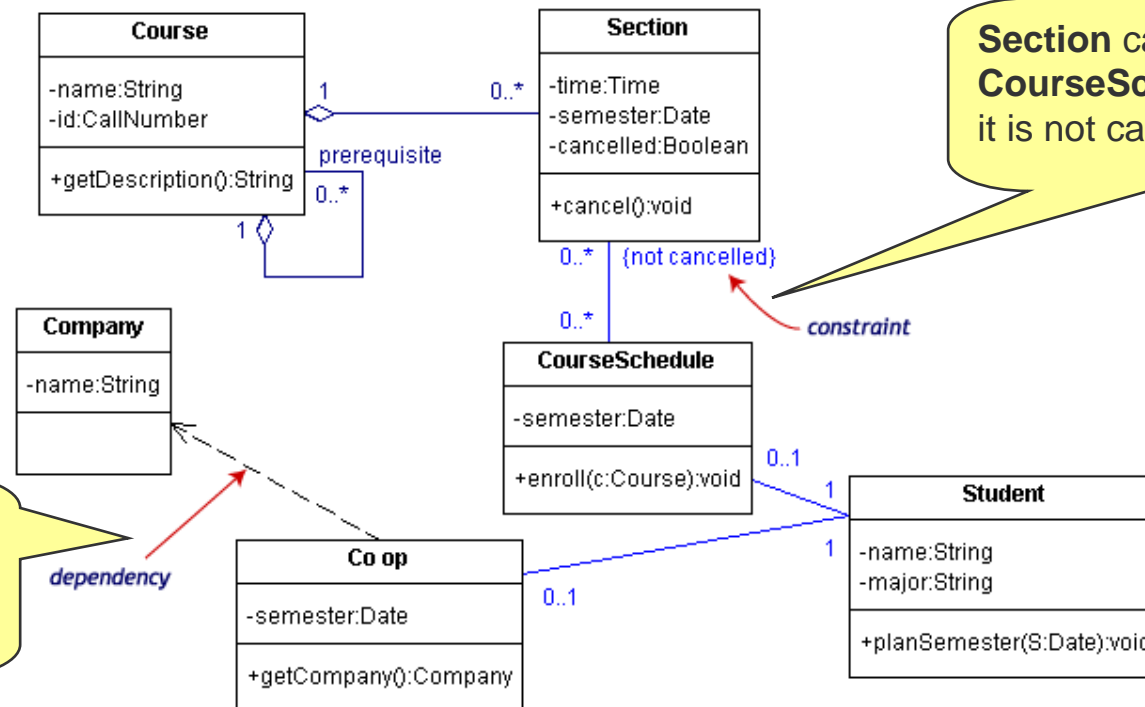 Course
-name:String
-id:CallNumber
+getDescription():String
1
0..*
prerequisite
0..*
1
Section
-time:Time
-semester:Date
-cancelled:Boolean
+cancel():void
0..*
{not cancelled}
0..*
constraint
Section
it is not
Company
-name:String
dependency
CourseSchedule
-semester:Date
+enroll(c:Course):void
0..1
1
Student
-name:String
-major:String
+planSemester(S:Date):void
1
0..1
Co op
-semester:Date
+getCompany():Company